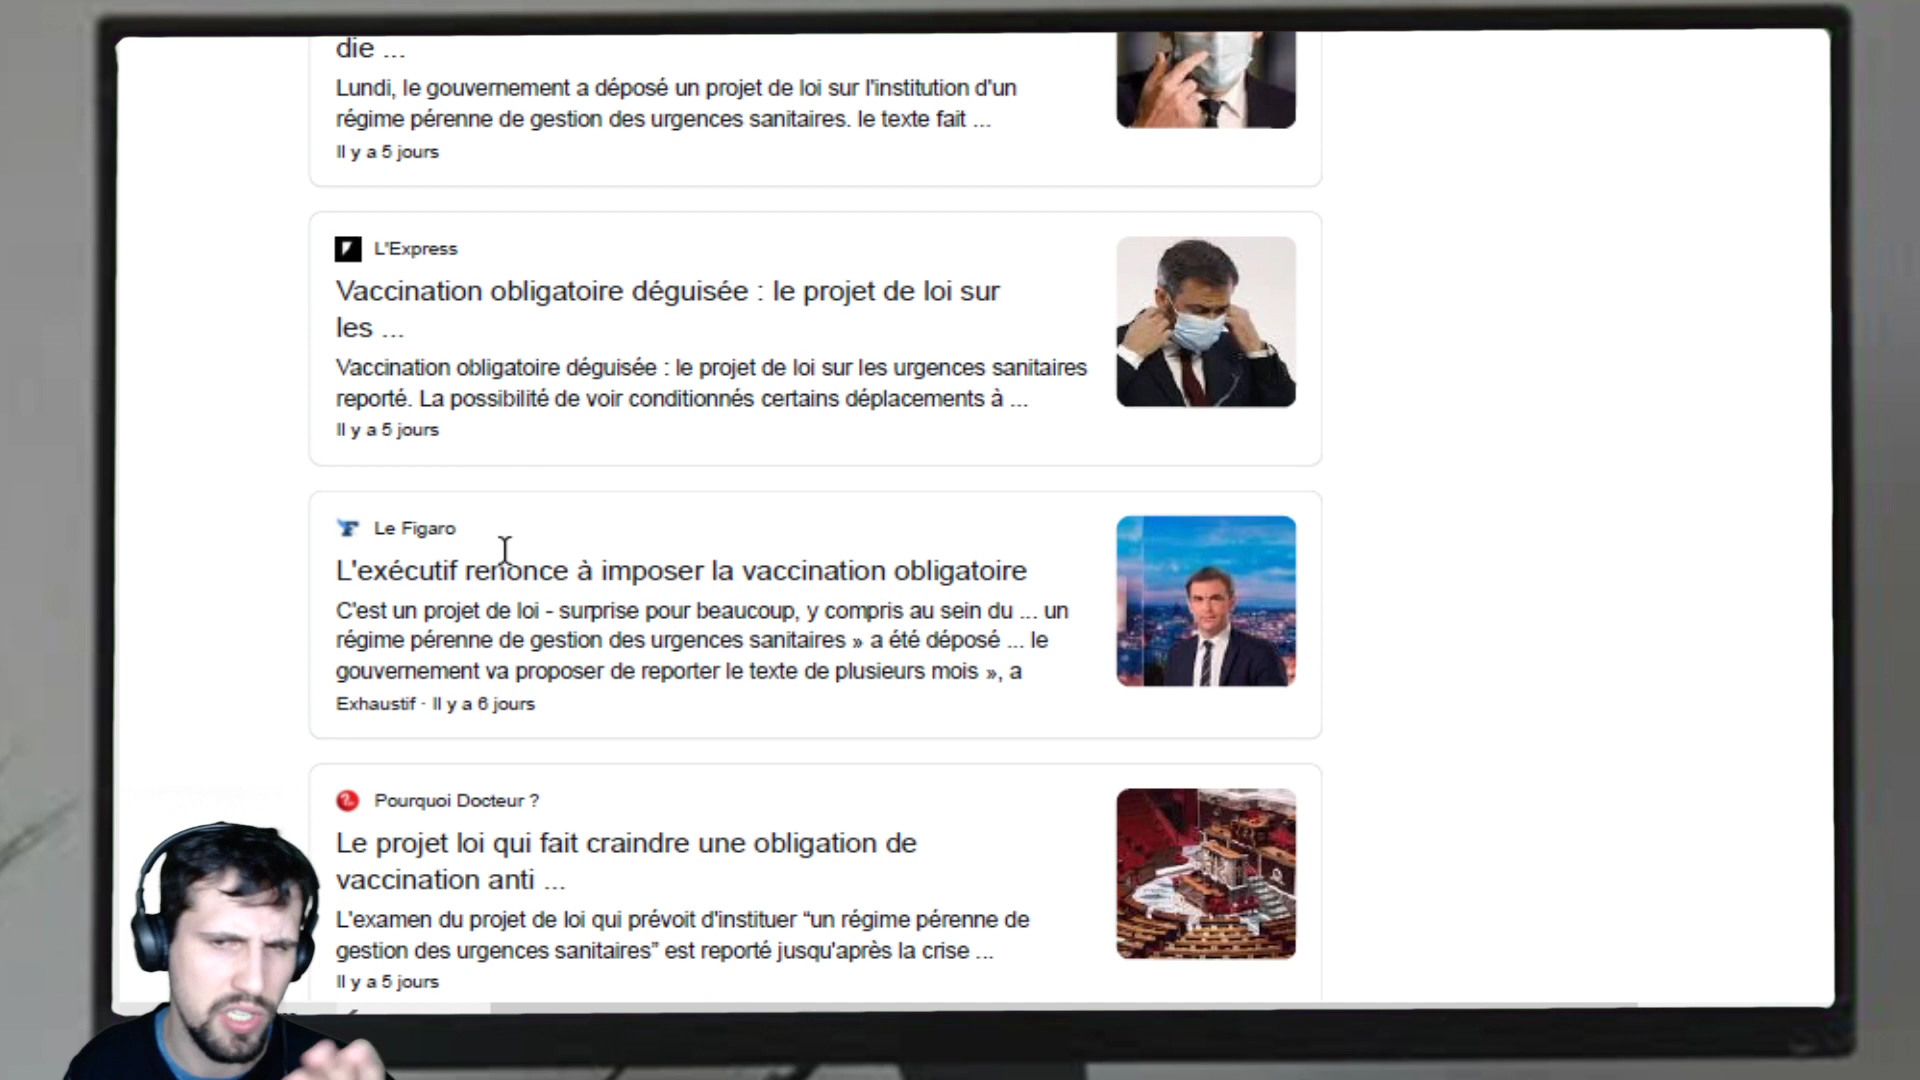 die ...
Lundi, le gouvernement a déposé un projet de loi sur l'institution d'un
régime pérenne de gestion des urgences sanitaires. le texte fait ...
Il y a 5 jours
L'Express
Vaccination obligatoire déguisée : le projet de loi sur
les ...
Vaccination obligatoire déguisée : le projet de loi sur les urgences sanitaires
reporté. La possibilité de voir conditionnés certains déplacements à ...
Il y a 5 jours
Le Figaro
L'exécutif renonce à imposer la vaccination obligatoire
C'est un projet de loi - surprise pour beaucoup, y compris au sein du ... un
régime pérenne de gestion des urgences sanitaires » a été déposé ... le
gouvernement va proposer de reporter le texte de plusieurs mois », a
Exhaustif · Il y a 6 jours
Pourquoi Docteur ?
Le projet loi qui fait craindre une obligation de
vaccination anti ...
L'examen du projet de loi qui prévoit d'instituer “un régime pérenne de
gestion des urgences sanitaires” est reporté jusqu'après la crise ...
Il y a 5 jours